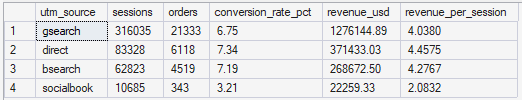 utm_source sessions orders conversion_rate_pct revenue_usd revenue_per_session
1 gsearch 316035 21333 6.75 1276144.89 4.0380
2 direct 83328 6118 7.34 371433.03 4.4575
3 bsearch 62823 4519 7.19 268672.50 4.2767
4 socialbook 10685 343 3.21 22259.33 2.0832